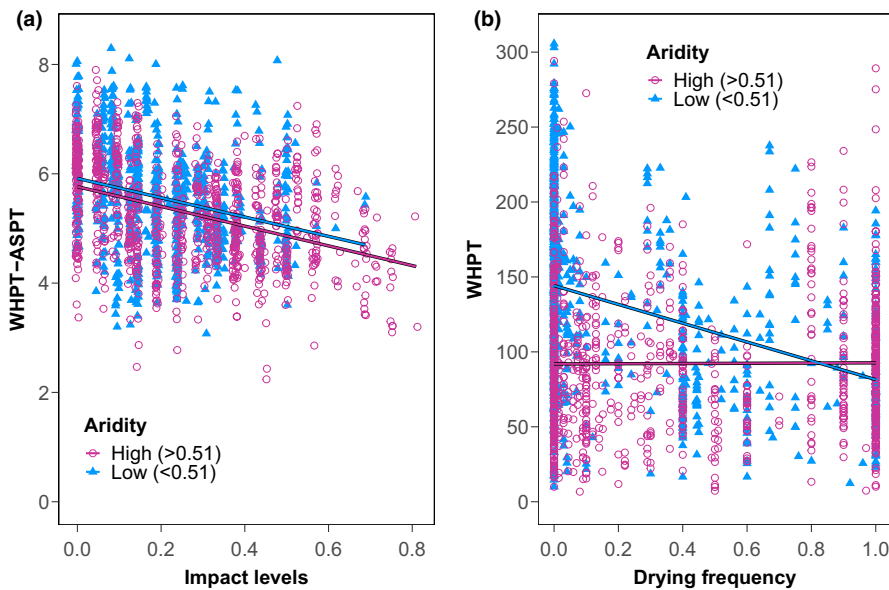 (a)
WHPT−ASPT
8
6
4
2
0
Aridity
High (>0.51)
Low (<0.51)
0.0 0.2 0.4 0.6 0.8
Impact levels
(b)
WHPT
300
250
200
150
100
50
0
Aridity
High (>0.51)
Low (<0.51)
0.0 0.2 0.4 0.6 0.8 1.0
Drying frequency